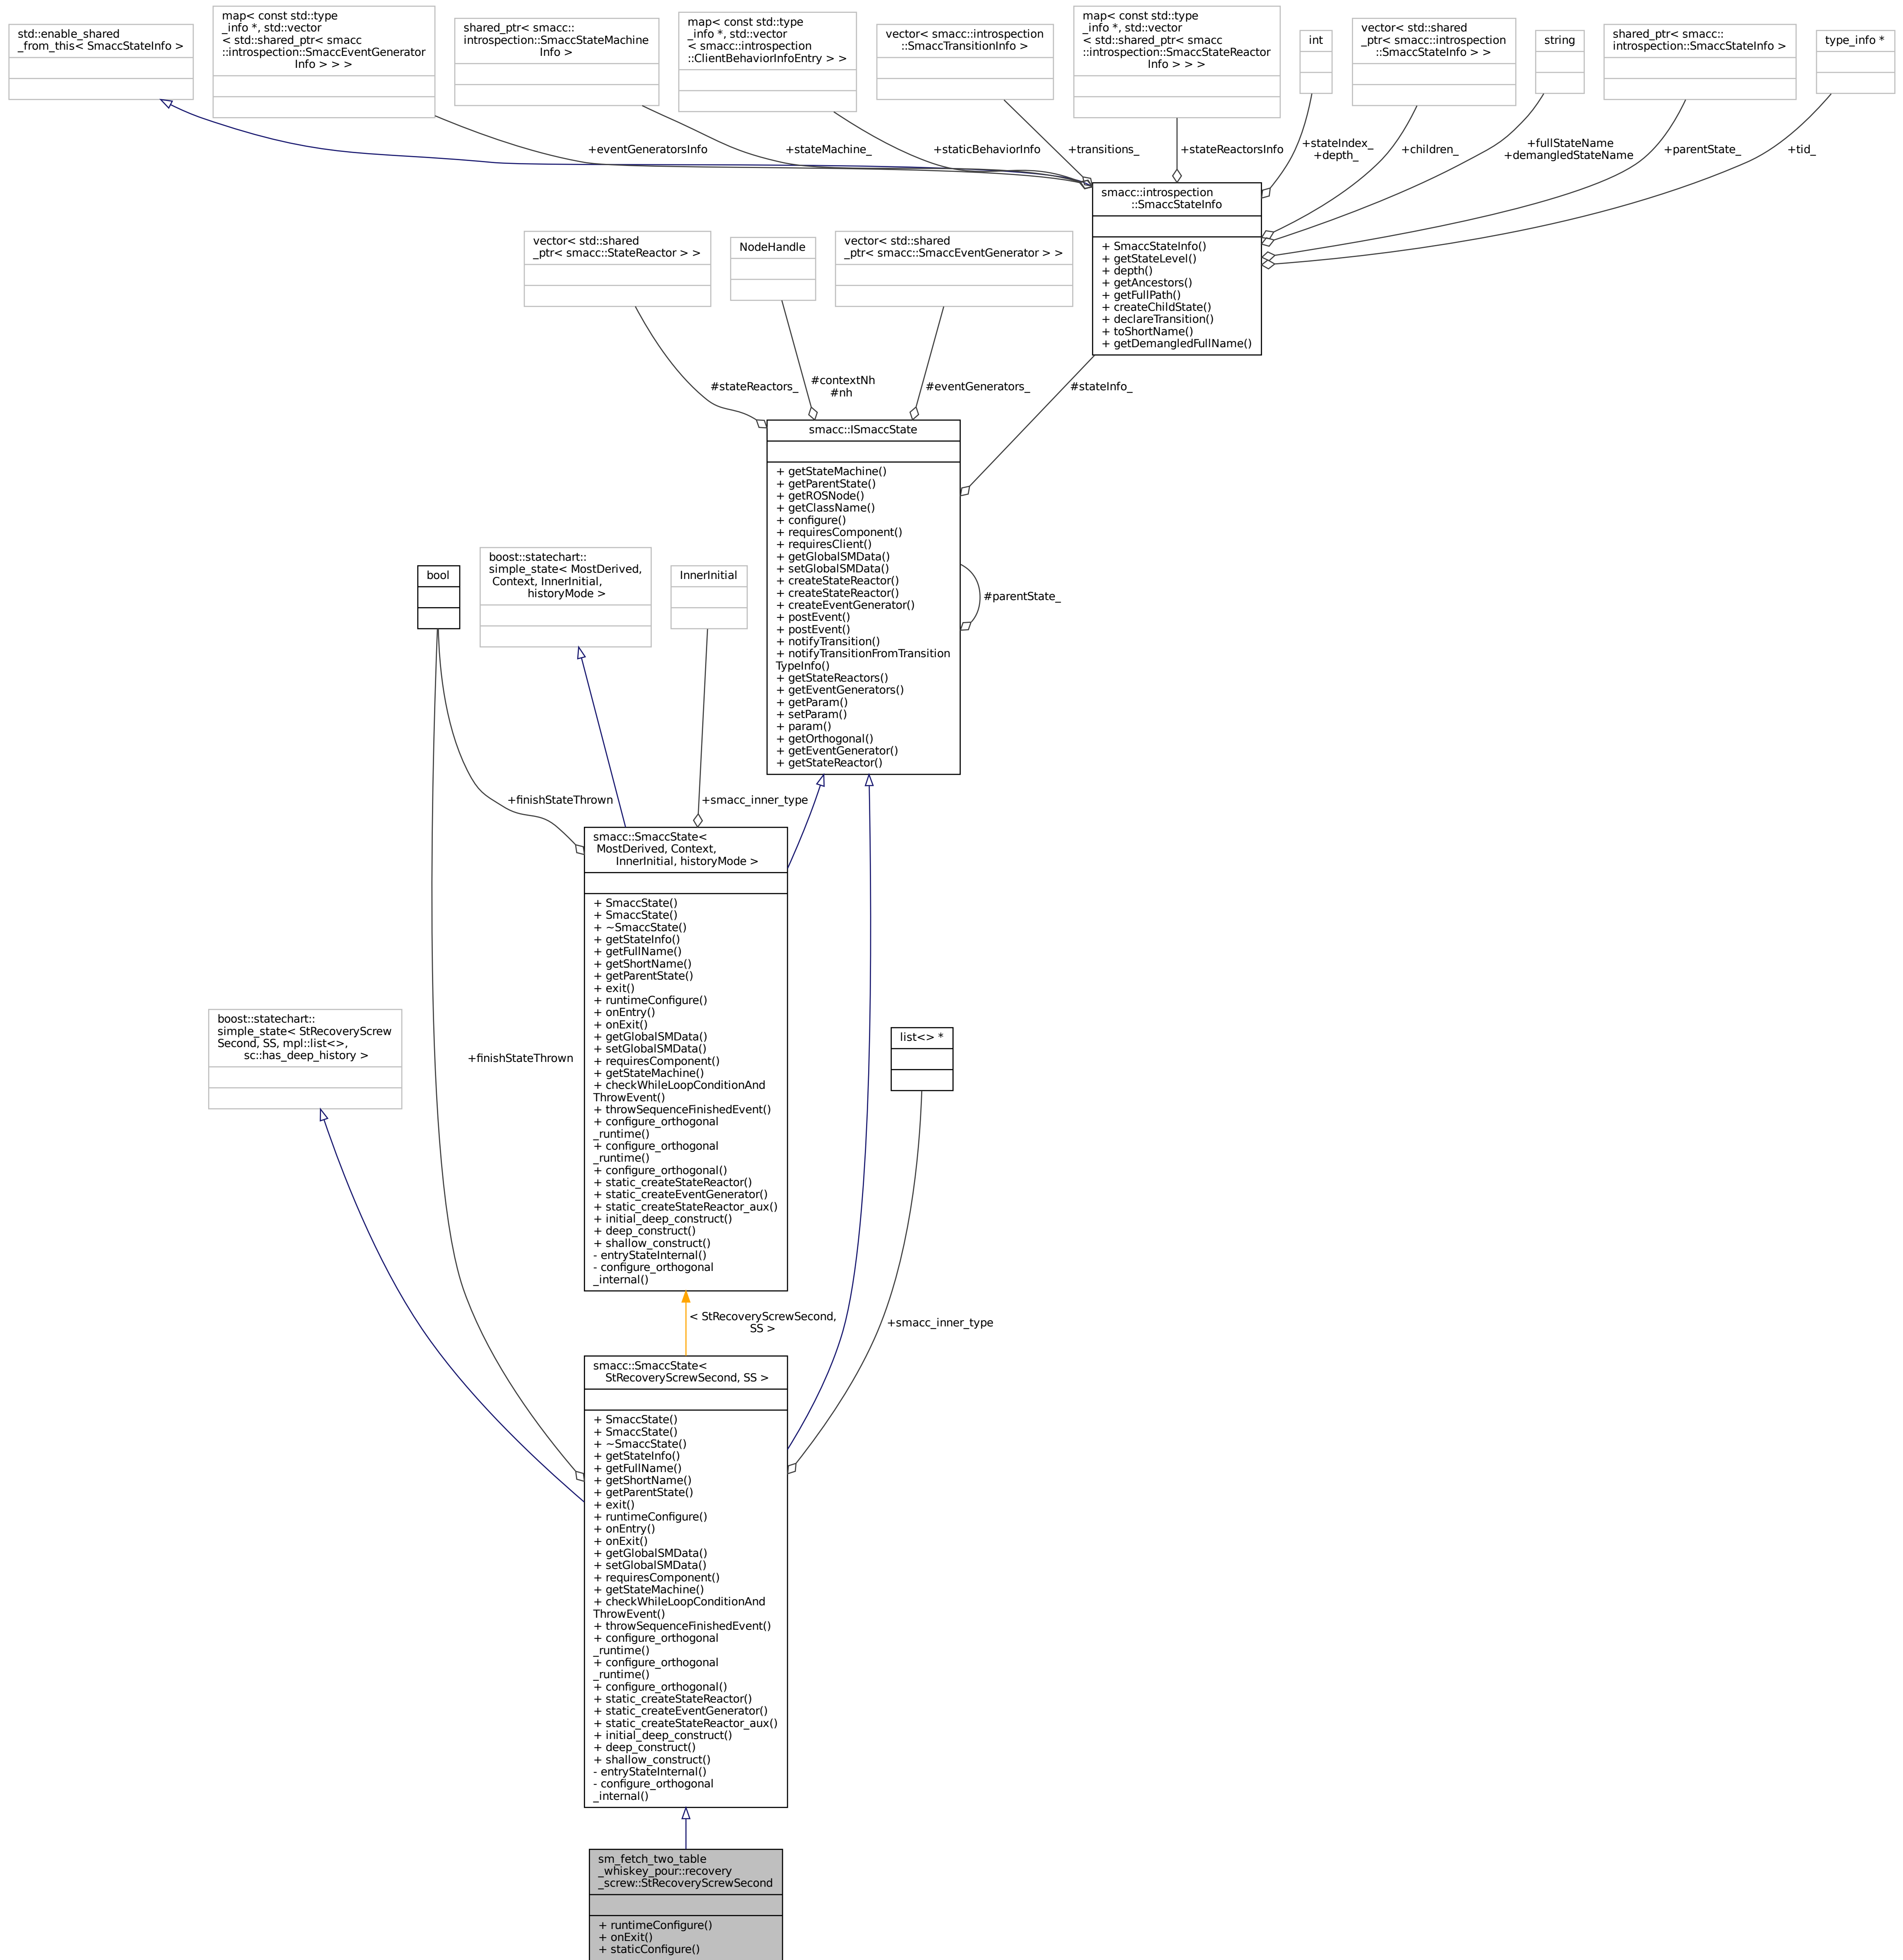 std::enable_shared
_from_this< SmaccStateInfo >
map< const std::type
_info *, std::vector
< std::shared_ptr< smacc
::introspection::SmaccEventGenerator
Info > > >
shared_ptr< smacc::
introspection::SmaccStateMachine
Info >
map< const std::type
_info *, std::vector
< smacc::introspection
::ClientBehaviorInfoEntry > >
vector< smacc::introspection
::SmaccTransitionInfo >
map< const std::type
_info *, std::vector
< std::shared_ptr< smacc
::introspection::SmaccStateReactor
Info > > >
int
vector< std::shared
_ptr< smacc::introspection
::SmaccStateInfo > >
string
shared_ptr< smacc::
introspection::SmaccStateInfo >
type_info *
+eventGeneratorsInfo
+stateMachine_
+staticBehaviorInfo
+transitions_
+stateReactorsInfo
+stateIndex_
+depth_
+children_
+fullStateName
+demangledStateName
+parentState_
+tid_
smacc::introspection
::SmaccStateInfo
+ SmaccStateInfo()
+ getStateLevel()
+ depth()
+ getAncestors()
+ getFullPath()
+ createChildState()
+ declareTransition()
+ toShortName()
+ getDemangledFullName()
vector< std::shared
_ptr< smacc::StateReactor > >
NodeHandle
vector< std::shared
_ptr< smacc::SmaccEventGenerator > >
#stateReactors_
#contextNh
#nh
#eventGenerators_
#stateInfo_
smacc::ISmaccState
+ getStateMachine()
+ getParentState()
+ getROSNode()
+ getClassName()
+ configure()
+ requiresComponent()
+ requiresClient()
+ getGlobalSMData()
+ setGlobalSMData()
+ createStateReactor()
+ createStateReactor()
+ createEventGenerator()
+ postEvent()
+ postEvent()
+ notifyTransition()
+ notifyTransitionFromTransition
TypeInfo()
+ getStateReactors()
+ getEventGenerators()
+ getParam()
+ setParam()
+ param()
+ getOrthogonal()
+ getEventGenerator()
+ getStateReactor()
#parentState_
bool
boost::statechart::
simple_state< MostDerived,
Context, InnerInitial,
historyMode >
InnerInitial
+finishStateThrown
+smacc_inner_type
smacc::SmaccState<
MostDerived, Context,
InnerInitial, historyMode >
+ SmaccState()
+ SmaccState()
+ ~SmaccState()
+ getStateInfo()
+ getFullName()
+ getShortName()
+ getParentState()
+ exit()
+ runtimeConfigure()
+ onEntry()
+ onExit()
+ getGlobalSMData()
+ setGlobalSMData()
+ requiresComponent()
+ getStateMachine()
+ checkWhileLoopConditionAnd
ThrowEvent()
+ throwSequenceFinishedEvent()
+ configure_orthogonal
_runtime()
+ configure_orthogonal
_runtime()
+ configure_orthogonal()
+ static_createStateReactor()
+ static_createEventGenerator()
+ static_createStateReactor_aux()
+ initial_deep_construct()
+ deep_construct()
+ shallow_construct()
- entryStateInternal()
- configure_orthogonal
_internal()
boost::statechart::
simple_state< StRecoveryScrew
Second, SS, mpl::list<>,
sc::has_deep_history >
+finishStateThrown
list<> *
< StRecoveryScrewSecond,
SS >
+smacc_inner_type
smacc::SmaccState<
StRecoveryScrewSecond, SS >
+ SmaccState()
+ SmaccState()
+ ~SmaccState()
+ getStateInfo()
+ getFullName()
+ getShortName()
+ getParentState()
+ exit()
+ runtimeConfigure()
+ onEntry()
+ onExit()
+ getGlobalSMData()
+ setGlobalSMData()
+ requiresComponent()
+ getStateMachine()
+ checkWhileLoopConditionAnd
ThrowEvent()
+ throwSequenceFinishedEvent()
+ configure_orthogonal
_runtime()
+ configure_orthogonal
_runtime()
+ configure_orthogonal()
+ static_createStateReactor()
+ static_createEventGenerator()
+ static_createStateReactor_aux()
+ initial_deep_construct()
+ deep_construct()
+ shallow_construct()
- entryStateInternal()
- configure_orthogonal
_internal()
sm_fetch_two_table
_whiskey_pour::recovery
_screw::StRecoveryScrewSecond
+ runtimeConfigure()
+ onExit()
+ staticConfigure()